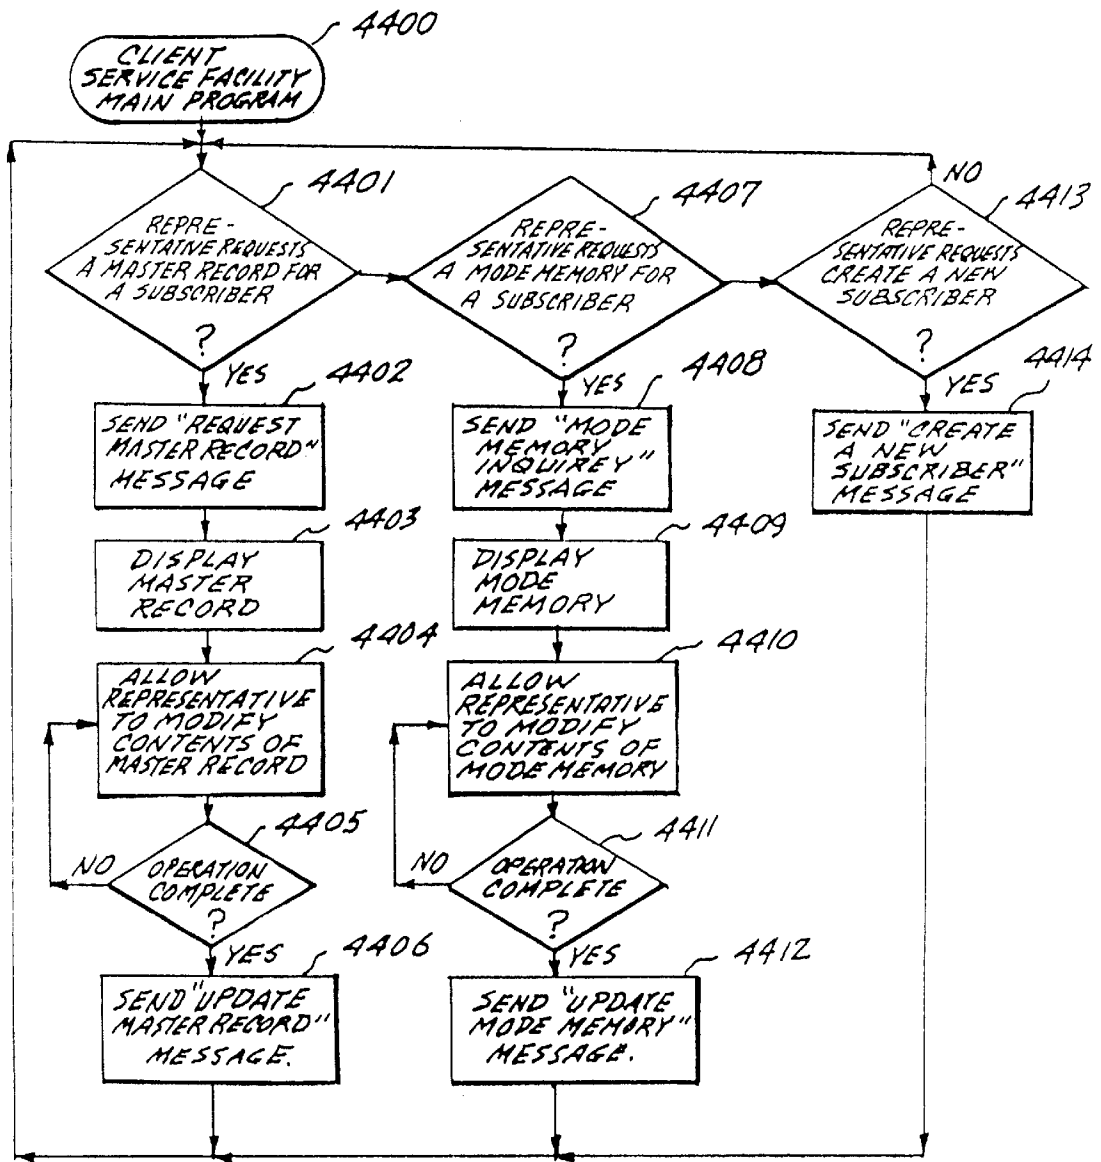 4400
CLIENT
SERVICE FACILITY
MAIN PROGRAM
4401
REPRE-
SENTATIVE REQUESTS
A MASTER RECORD FOR
A SUBSCRIBER
?
YES
4407
REPRE-
SENTATIVE REQUESTS
A MODE MEMORY FOR
A SUBSCRIBER
?
YES
NO
4413
REPRE-
SENTATIVE REQUESTS
CREATE A NEW
SUBSCRIBER
?
YES
4402
SEND "REQUEST
MASTER RECORD"
MESSAGE
4408
SEND "MODE
MEMORY
INQUIREY"
MESSAGE
4414
SEND "CREATE
A NEW
SUBSCRIBER"
MESSAGE
4403
DISPLAY
MASTER
RECORD
4409
DISPLAY
MODE
MEMORY
4404
ALLOW
REPRESENTATIVE
TO MODIFY
CONTENTS OF
MASTER RECORD
4410
ALLOW
REPRESENTATIVE
TO MODIFY
CONTENTS OF
MODE MEMORY
4405
NO
OPERATION
COMPLETE
?
YES
4411
NO
OPERATION
COMPLETE
?
YES
4406
SEND "UPDATE
MASTER RECORD"
MESSAGE.
4412
SEND "UPDATE
MODE MEMORY"
MESSAGE.